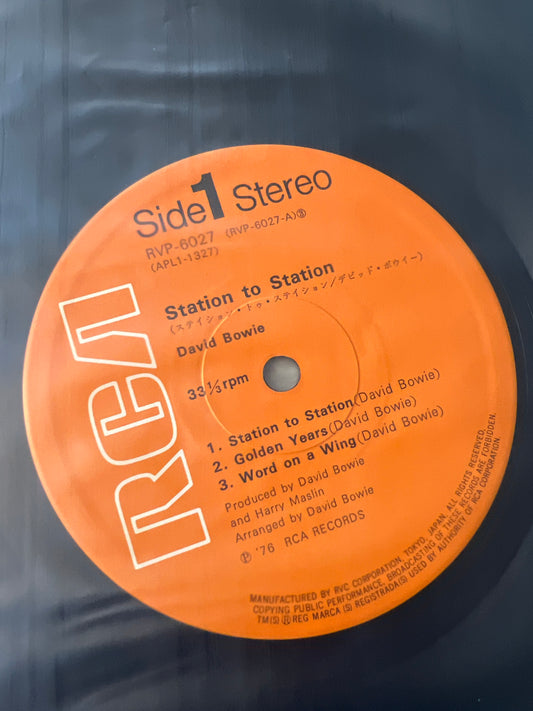 Side 1 Stereo
RVP-6027 (RVP-6027-A)③
(APL1-1327)
Station to Station
(ステイション・トゥ・ステイション/デビッド・ボウイー)
David Bowie
33 1/3 rpm
1. Station to Station(David Bowie)
2. Golden Years(David Bowie)
3. Word on a Wing(David Bowie)
Produced by David Bowie
and Harry Maslin
Arranged by David Bowie
Ⓟ '76 RCA RECORDS
RCA
MANUFACTURED BY RVC CORPORATION, TOKYO, JAPAN. ALL RIGHTS RESERVED.
COPYING PUBLIC PERFORMANCE, BROADCASTING OF THESE RECORDS ARE FORBIDDEN.
TM(S) Ⓡ REG MARCA (S) REGISTRADA(S) USED BY AUTHORITY OF RCA CORPORATION.